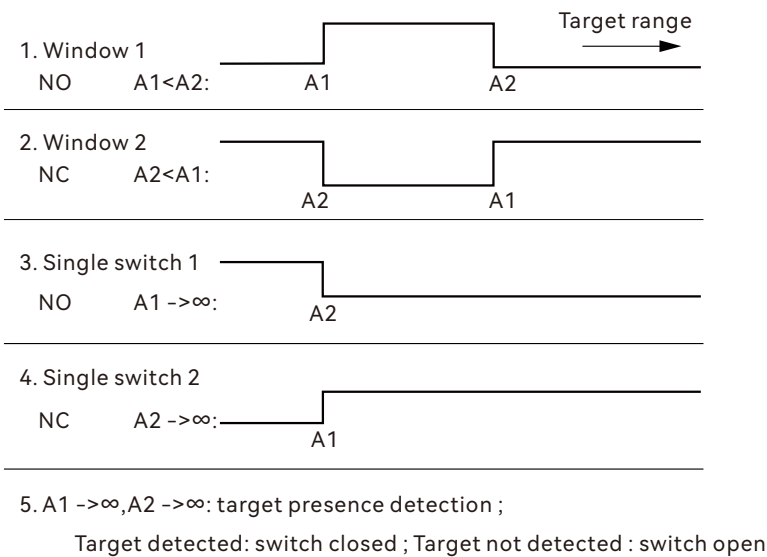 Target range
1. Window 1
NO A1<A2: A1 A2
2. Window 2
NC A2<A1:
A2 A1
3. Single switch 1
NO A1 ->∞:
A2
4. Single switch 2
NC A2 ->∞:
A1
5. A1 ->∞,A2 ->∞: target presence detection ;
Target detected: switch closed ; Target not detected : switch open